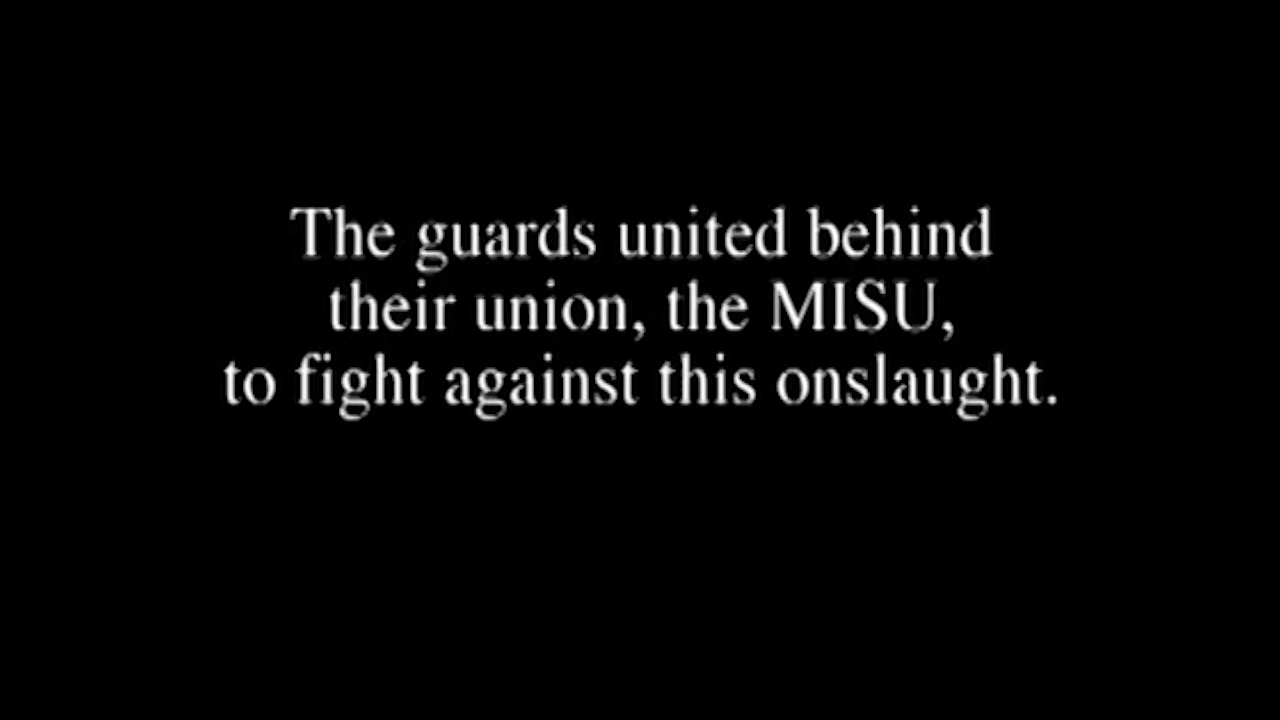 The guards united behind
their union, the MISU,
to fight against this onslaught.